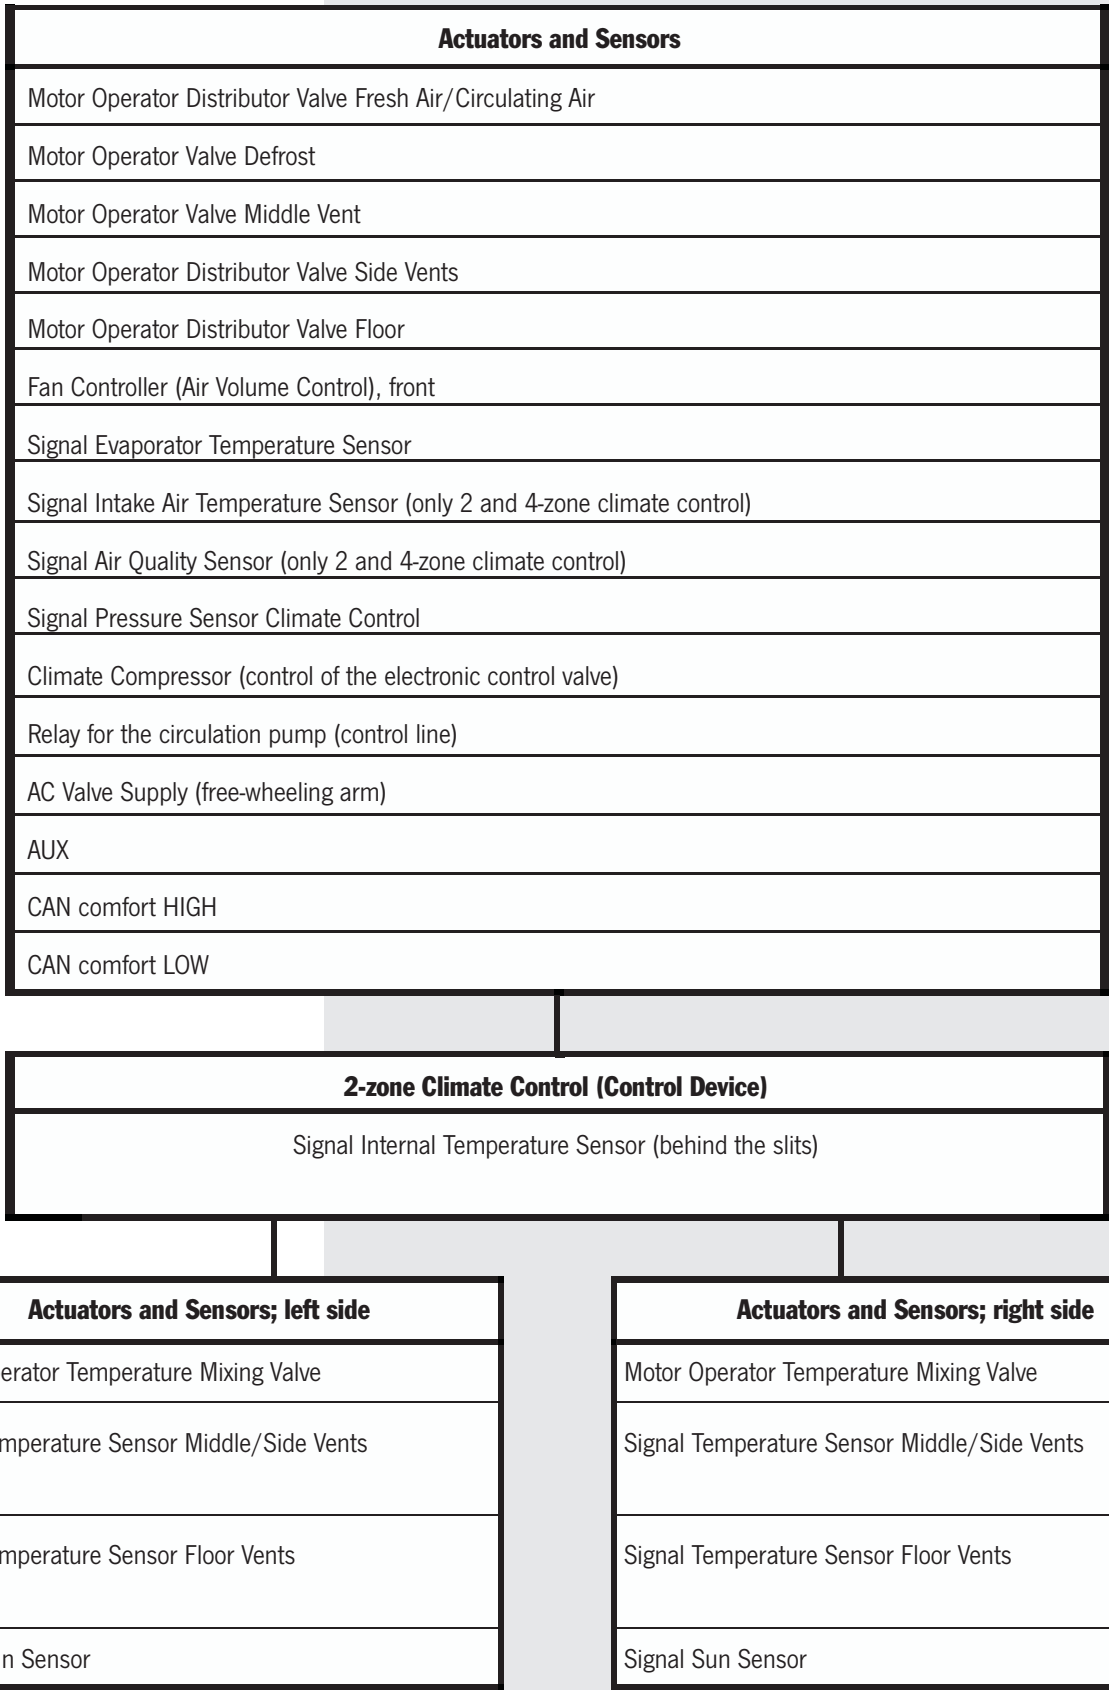 Actuators and Sensors
Motor Operator Distributor Valve Fresh Air/Circulating Air
Motor Operator Valve Defrost
Motor Operator Valve Middle Vent
Motor Operator Distributor Valve Side Vents
Motor Operator Distributor Valve Floor
Fan Controller (Air Volume Control), front
Signal Evaporator Temperature Sensor
Signal Intake Air Temperature Sensor (only 2 and 4-zone climate control)
Signal Air Quality Sensor (only 2 and 4-zone climate control)
Signal Pressure Sensor Climate Control
Climate Compressor (control of the electronic control valve)
Relay for the circulation pump (control line)
AC Valve Supply (free-wheeling arm)
AUX
CAN comfort HIGH
CAN comfort LOW
2-zone Climate Control (Control Device)
Signal Internal Temperature Sensor (behind the slits)
Actuators and Sensors; left side
erator Temperature Mixing Valve
mperature Sensor Middle/Side Vents
mperature Sensor Floor Vents
n Sensor
Actuators and Sensors; right side
Motor Operator Temperature Mixing Valve
Signal Temperature Sensor Middle/Side Vents
Signal Temperature Sensor Floor Vents
Signal Sun Sensor